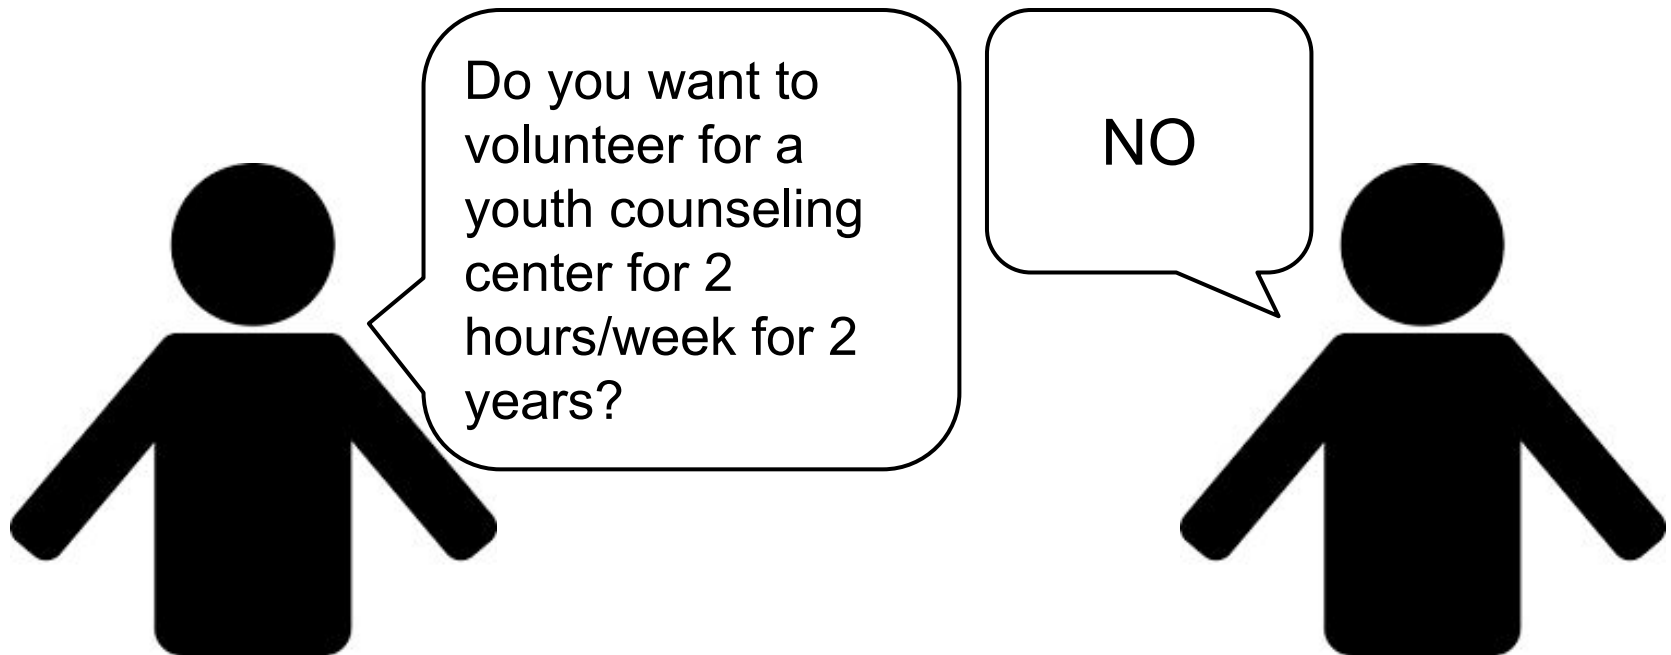 Do you want to
volunteer for a
youth counseling
center for 2
hours/week for 2
years?
NO